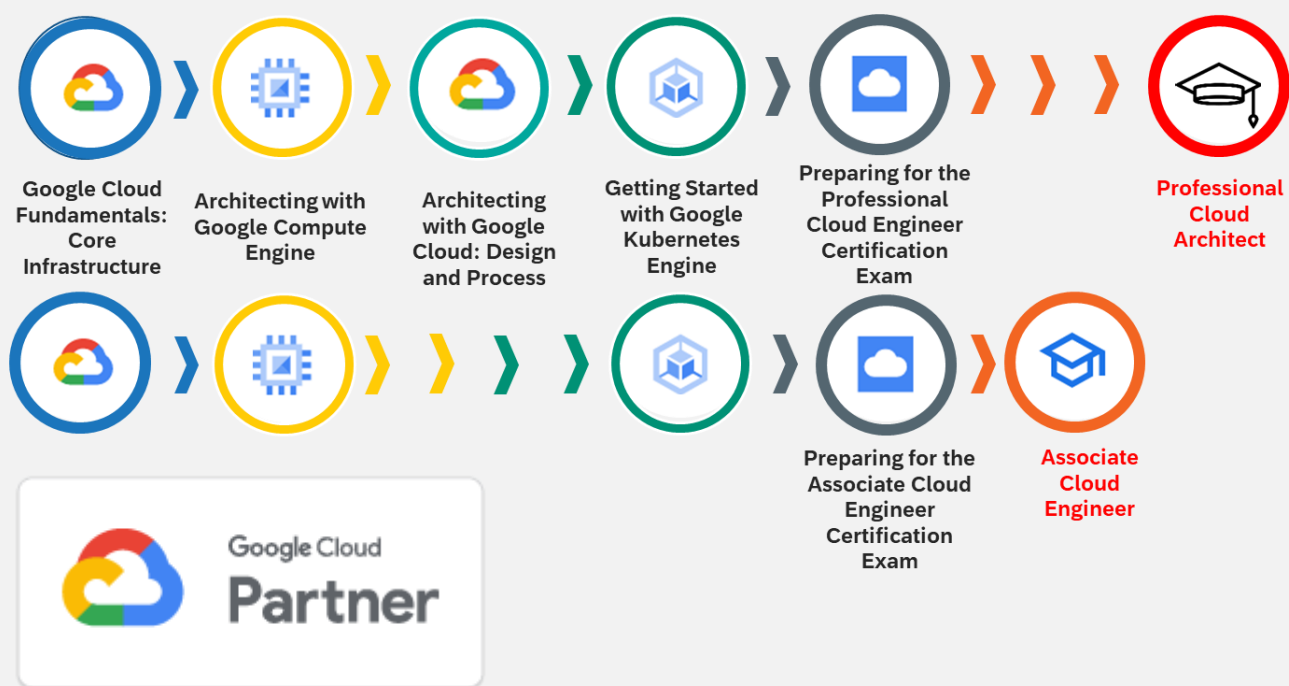 Google Cloud
Fundamentals:
Core
Infrastructure
Architecting with
Google Compute
Engine
Architecting
with Google
Cloud: Design
and Process
Getting Started
with Google
Kubernetes
Engine
Preparing for the
Professional
Cloud Engineer
Certification
Exam
Professional
Cloud
Architect
Preparing for the
Associate Cloud
Engineer
Certification
Exam
Associate
Cloud
Engineer
Google Cloud
Partner